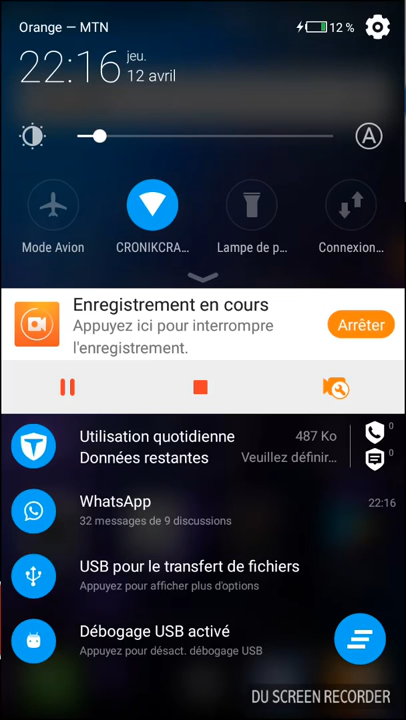 Orange — MTN
12 %
22:16
jeu.
12 avril
A
Mode Avion
CRONIKCRA...
Lampe de p...
Connexion...
Enregistrement en cours
Appuyez ici pour interrompre
l'enregistrement.
Arrêter
Utilisation quotidienne 487 Ko 0
Données restantes Veuillez définir... 0
WhatsApp 22:16
32 messages de 9 discussions
USB pour le transfert de fichiers
Appuyez pour afficher plus d'options
Débogage USB activé
Appuyez pour désact. débogage USB
DU SCREEN RECORDER